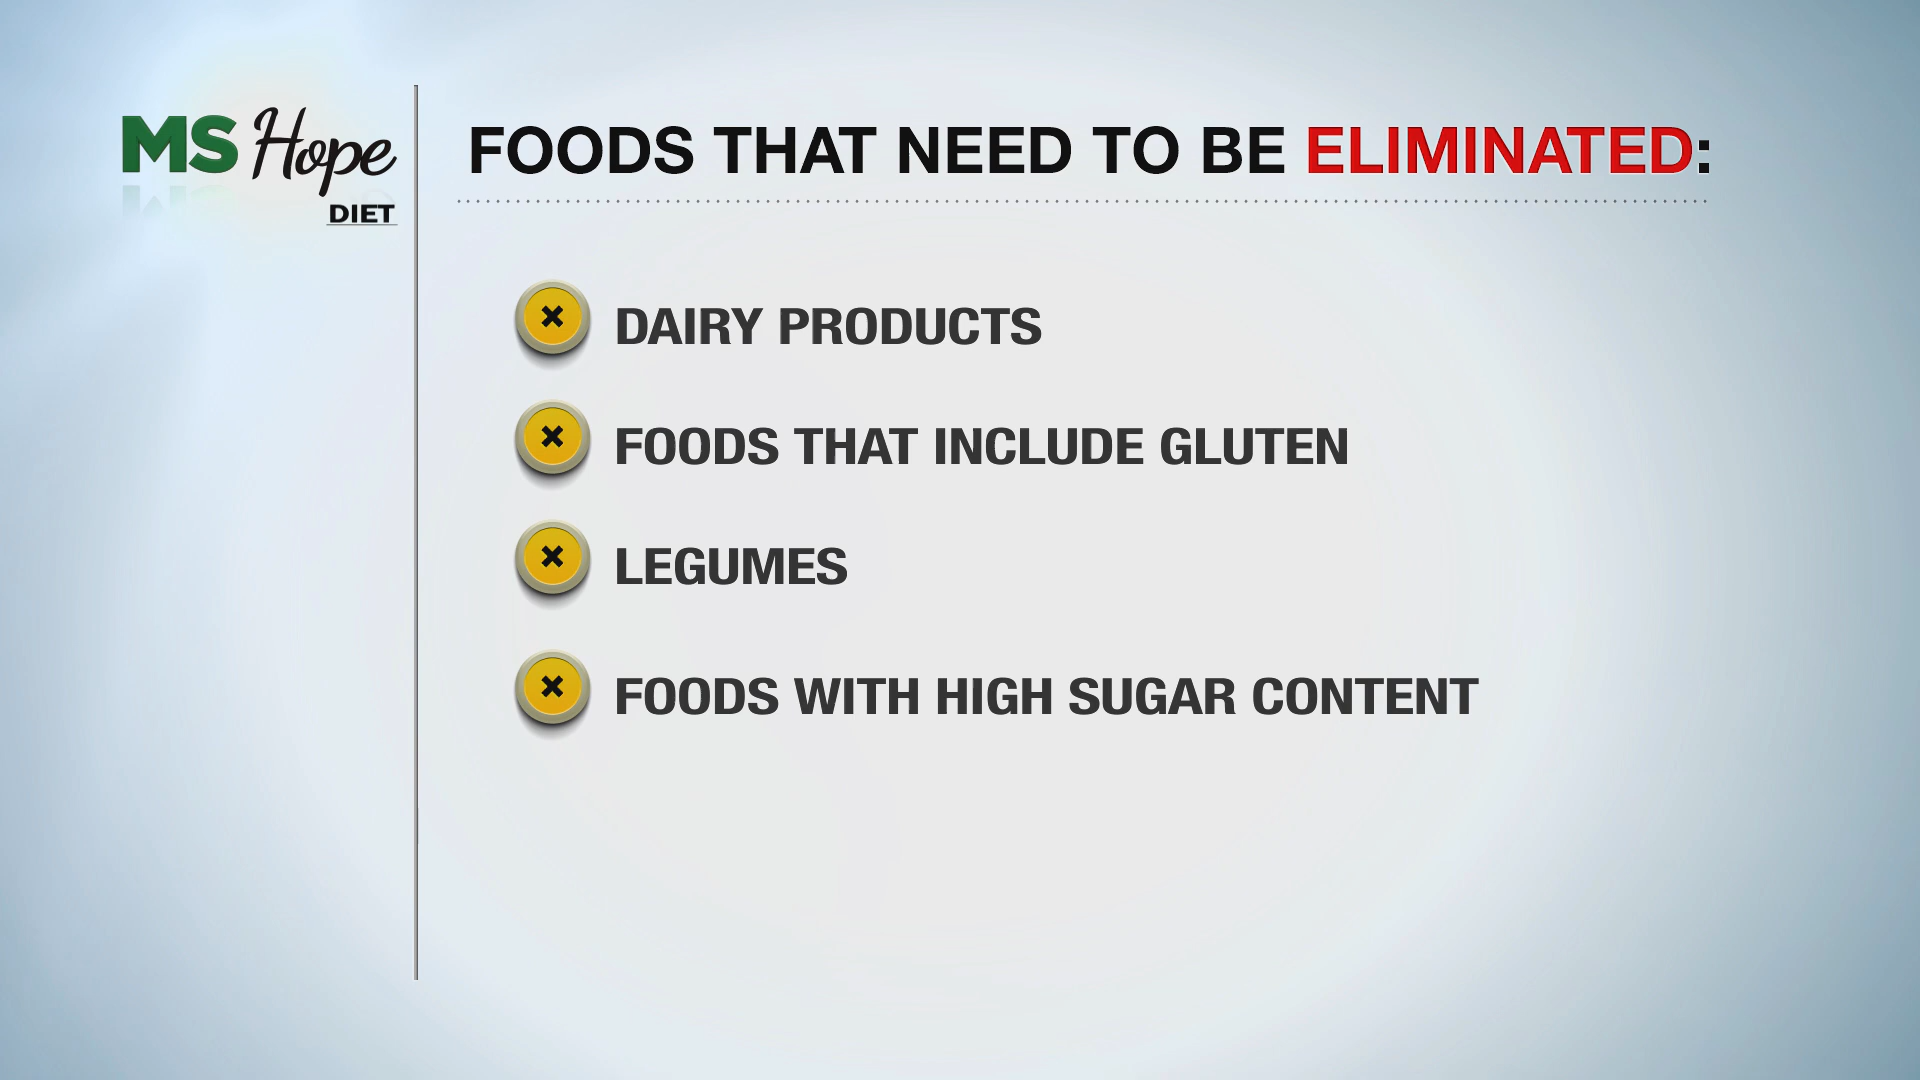 MS Hope
DIET
FOODS THAT NEED TO BE ELIMINATED:
DAIRY PRODUCTS
FOODS THAT INCLUDE GLUTEN
LEGUMES
FOODS WITH HIGH SUGAR CONTENT